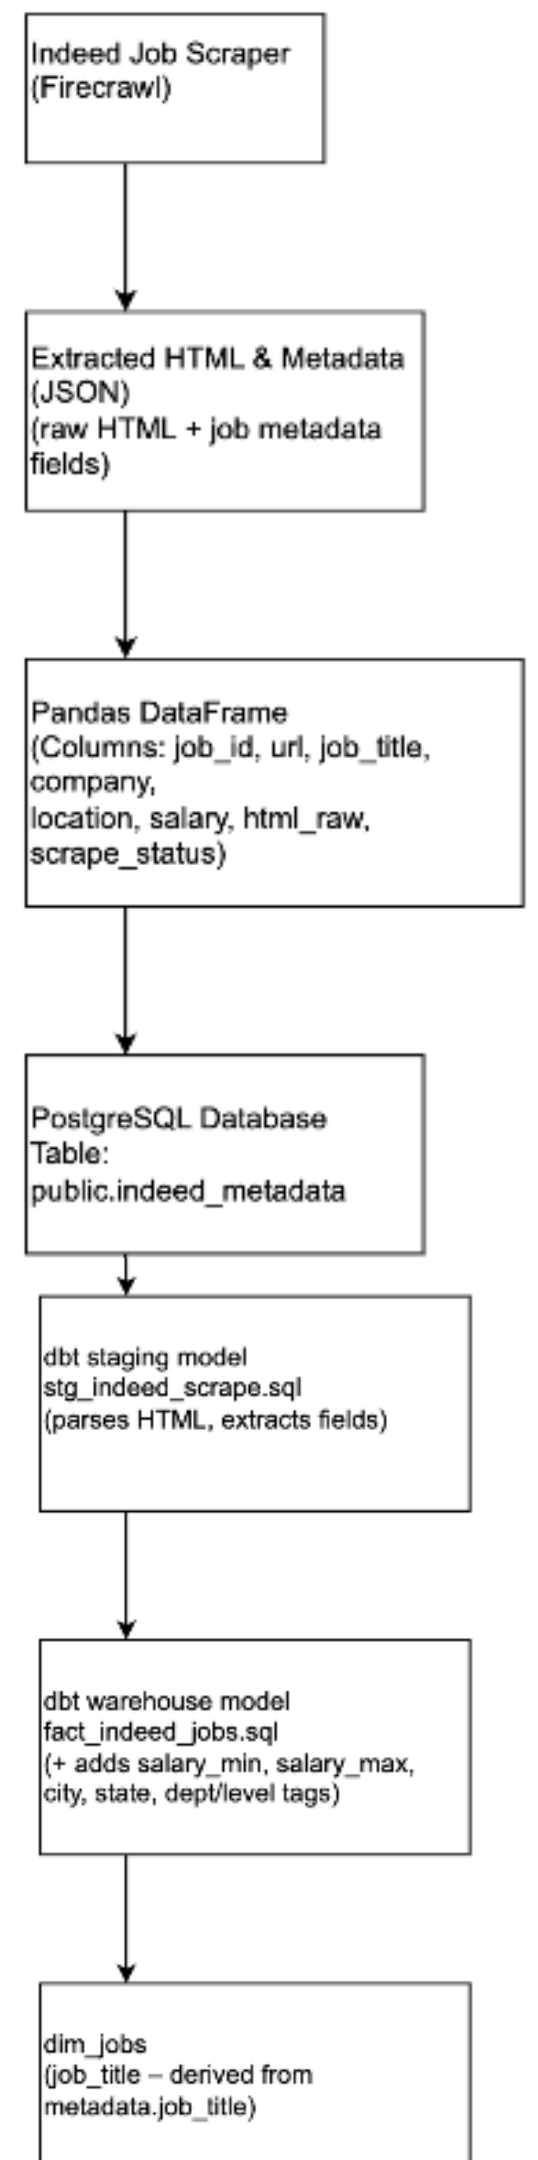 Indeed Job Scraper
(Firecrawl)
Extracted HTML & Metadata
(JSON)
(raw HTML + job metadata
fields)
Pandas DataFrame
(Columns: job_id, url, job_title,
company,
location, salary, html_raw,
scrape_status)
PostgreSQL Database
Table:
public.indeed_metadata
dbt staging model
stg_indeed_scrape.sql
(parses HTML, extracts fields)
dbt warehouse model
fact_indeed_jobs.sql
(+ adds salary_min, salary_max,
city, state, dept/level tags)
dim_jobs
(job_title – derived from
metadata.job_title)